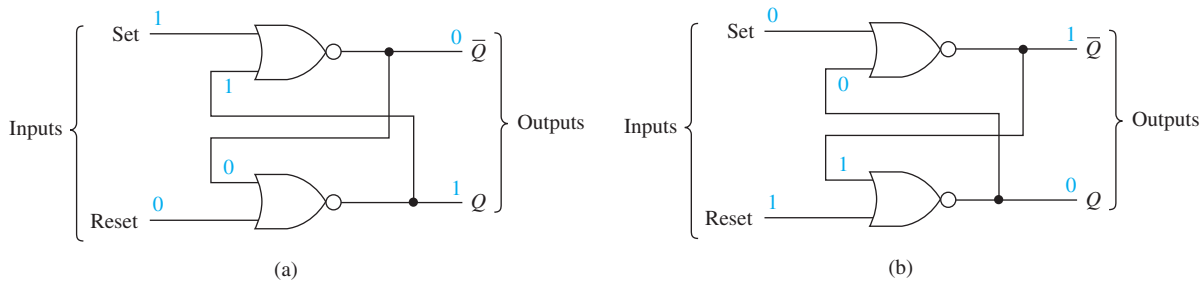 1
Set
0 Q̅
1
Inputs
Outputs
0
0
1 Q
Reset
(a)
0
Set
1 Q̅
0
Inputs
Outputs
1
0 Q
1
Reset
(b)